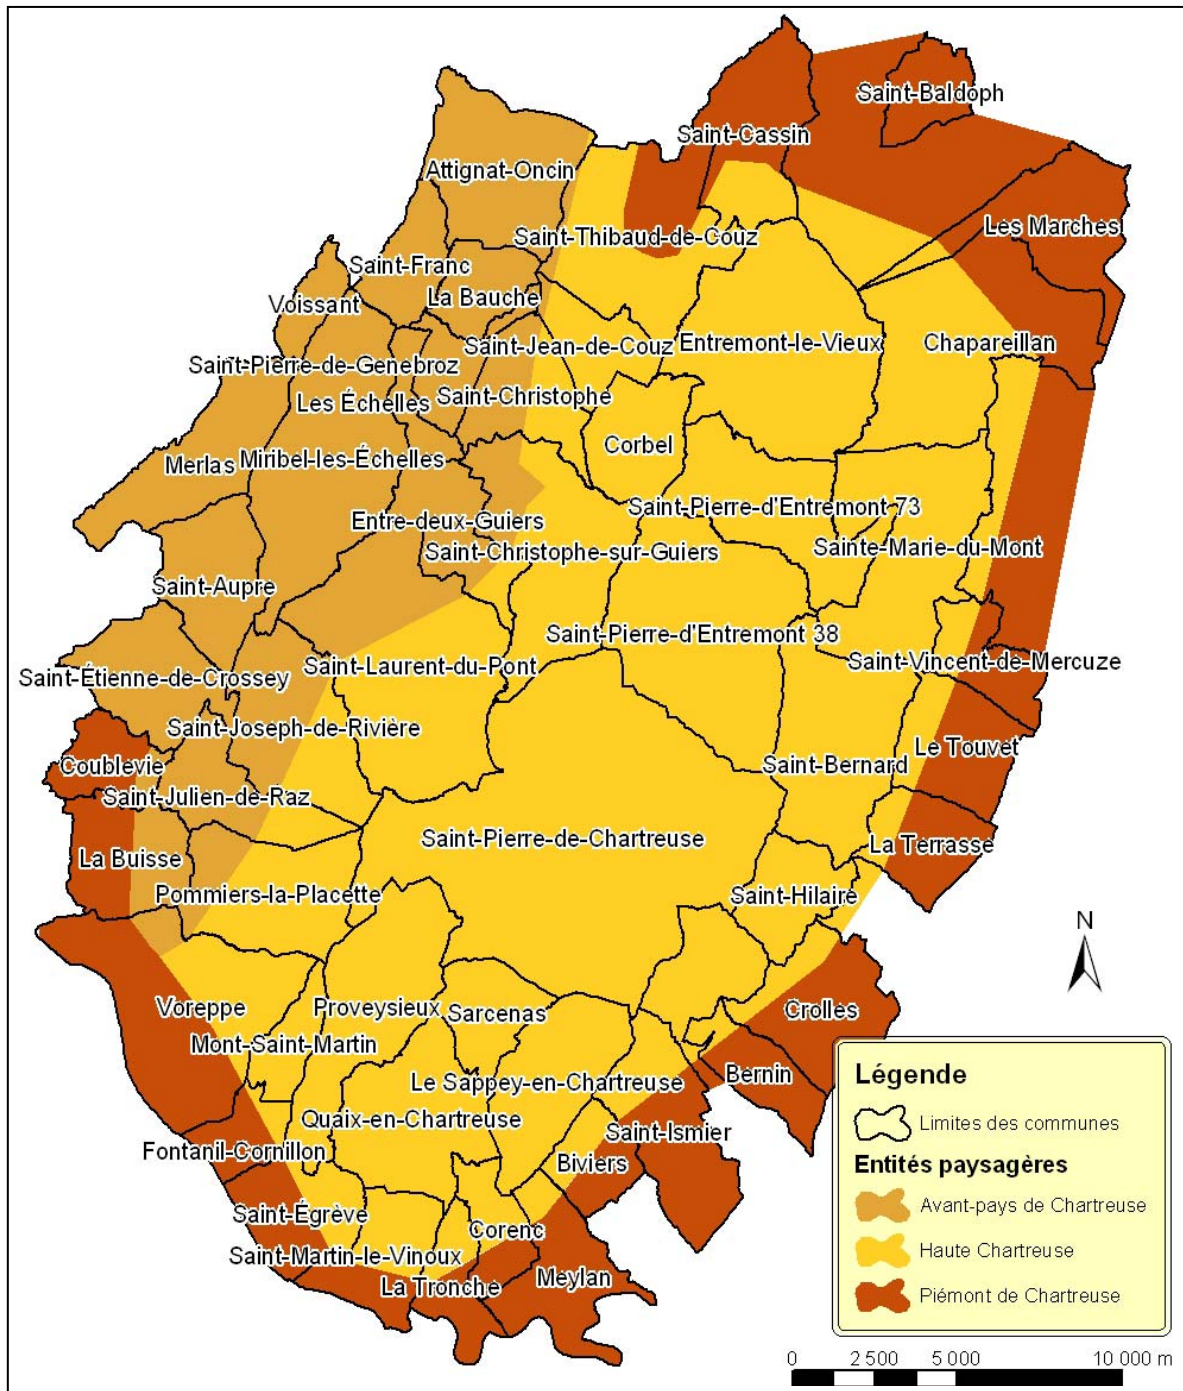 Saint-Baldoph
Saint-Cassin
Attignat-Oncin
Les Marches
Saint-Thibaud-de-Couz
Saint-Franc
La Bauche
Voissant
Saint-Jean-de-Couz
Entremont-le-Vieux
Chapareillan
Saint-Pierre-de-Genebroz
Les Échelles
Saint-Christophe
Corbel
Merlas
Miribel-les-Échelles
Saint-Pierre-d'Entremont 73
Entre-deux-Guiers
Saint-Christophe-sur-Guiers
Sainte-Marie-du-Mont
Saint-Aupre
Saint-Pierre-d'Entremont 38
Saint-Laurent-du-Pont
Saint-Vincent-de-Mercuze
Saint-Étienne-de-Crossey
Saint-Joseph-de-Rivière
Le Touvet
Coublevie
Saint-Bernard
Saint-Julien-de-Raz
Saint-Pierre-de-Chartreuse
La Terrasse
La Buisse
Pommiers-la-Placette
Saint-Hilaire
N
Voreppe
Proveysieux
Sarcenas
Crolles
Mont-Saint-Martin
Bernin
Le Sappey-en-Chartreuse
Quaix-en-Chartreuse
Saint-Ismier
Fontanil-Cornillon
Biviers
Saint-Égrève
Corenc
Saint-Martin-le-Vinoux
Meylan
La Tronche
Légende
Limites des communes
Entités paysagères
Avant-pays de Chartreuse
Haute Chartreuse
Piémont de Chartreuse
0 2 500 5 000 10 000 m